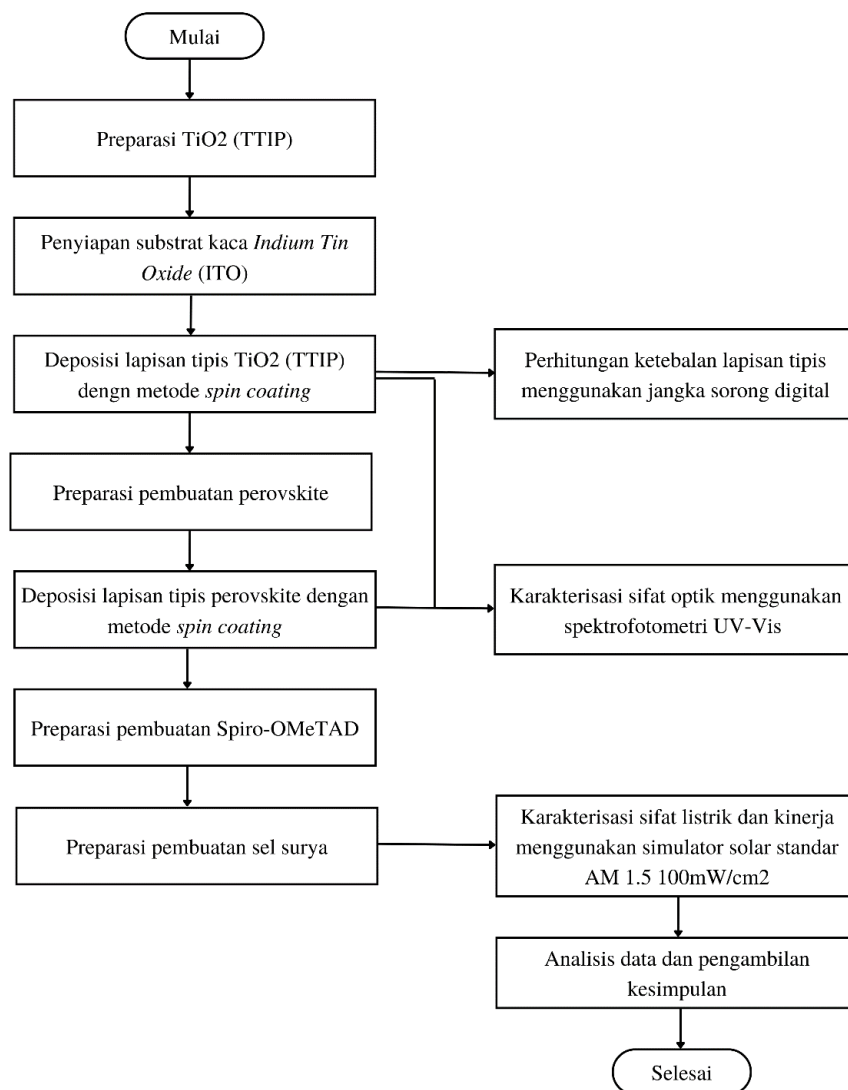 Mulai
Preparasi TiO2 (TTIP)
Penyiapan substrat kaca Indium Tin
Oxide (ITO)
Deposisi lapisan tipis TiO2 (TTIP)
dengn metode spin coating
Perhitungan ketebalan lapisan tipis
menggunakan jangka sorong digital
Preparasi pembuatan perovskite
Deposisi lapisan tipis perovskite dengan
metode spin coating
Karakterisasi sifat optik menggunakan
spektrofotometri UV-Vis
Preparasi pembuatan Spiro-OMeTAD
Preparasi pembuatan sel surya
Karakterisasi sifat listrik dan kinerja
menggunakan simulator solar standar
AM 1.5 100mW/cm2
Analisis data dan pengambilan
kesimpulan
Selesai